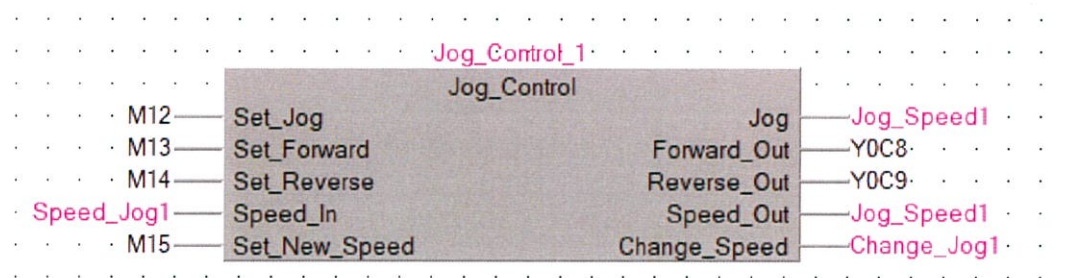 Jog_Control_1
Jog_Control
M12 Set_Jog Jog Jog_Speed1
M13 Set_Forward Forward_Out Y0C8
M14 Set_Reverse Reverse_Out Y0C9
Speed_Jog1 Speed_In Speed_Out Jog_Speed1
M15 Set_New_Speed Change_Speed Change_Jog1